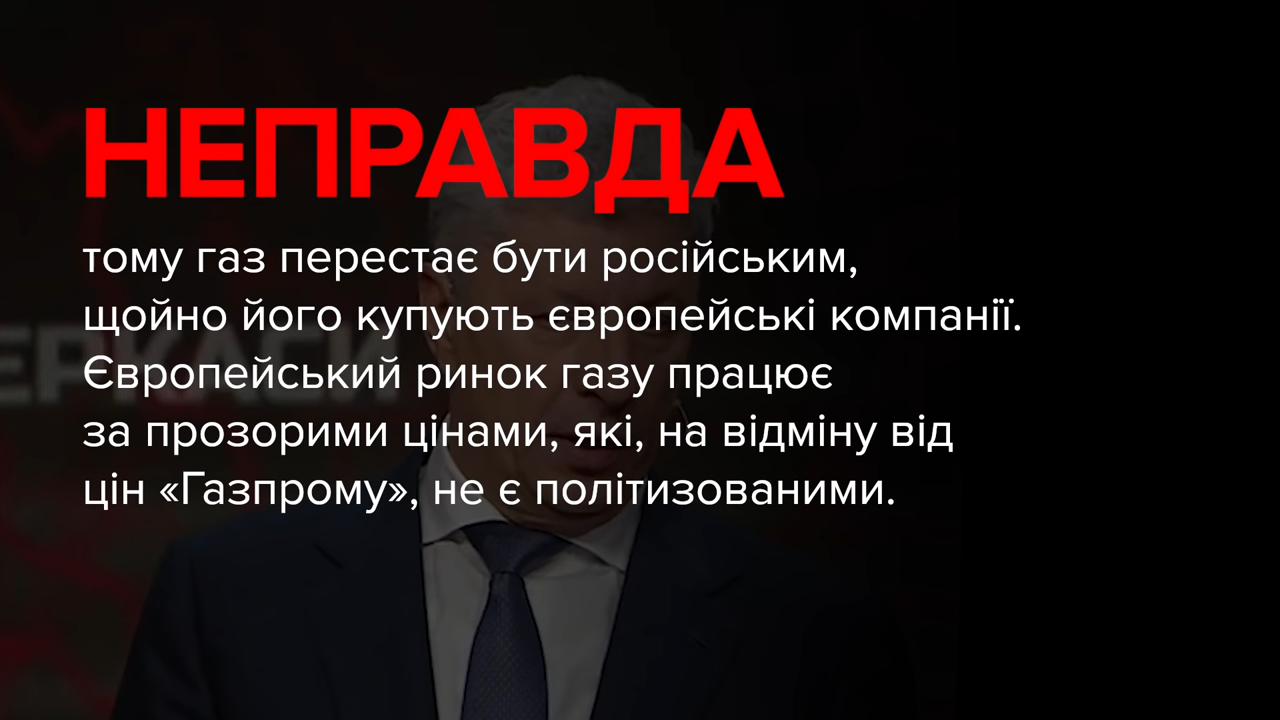 НЕПРАВДА
тому газ перестає бути російським,
щойно його купують європейські компанії.
ЕРКАСИ
Європейський ринок газу працює
за прозорими цінами, які, на відміну від
цін «Газпрому», не є політизованими.